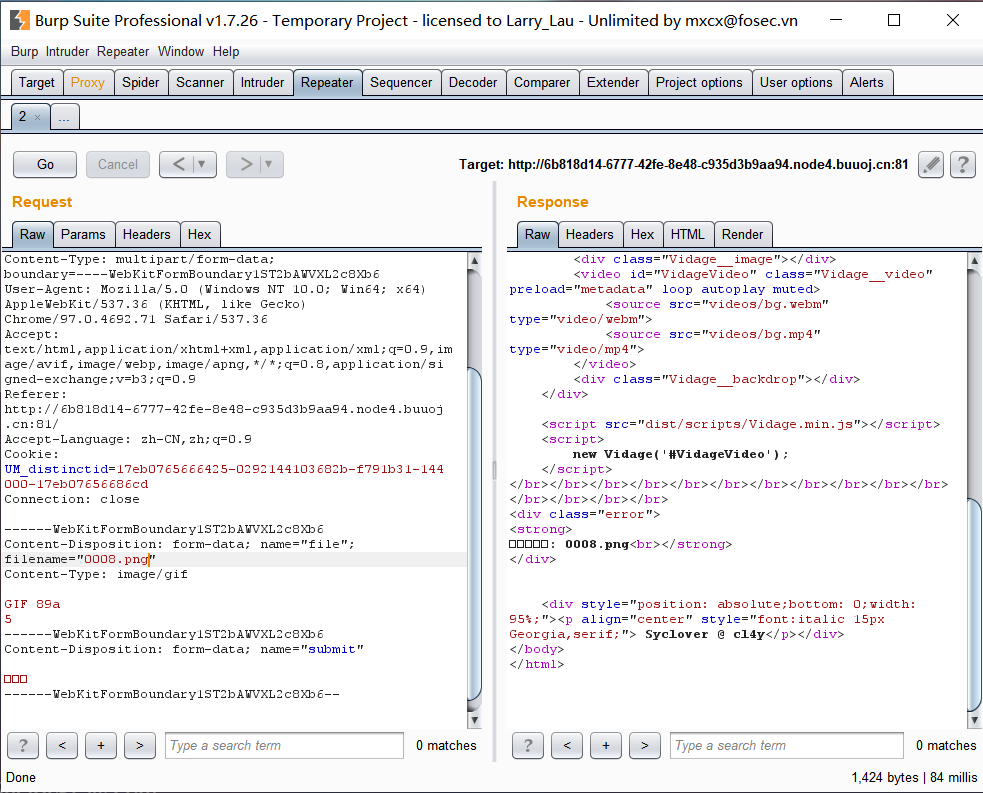 Burp Suite Professional v1.7.26 - Temporary Project - licensed to Larry_Lau - Unlimited by mxcx@fosec.vn
Burp Intruder Repeater Window Help
Target Proxy Spider Scanner Intruder Repeater Sequencer Decoder Comparer Extender Project options User options Alerts
2 × ...
Go Cancel < ▼ > ▼ Target: http://6b818d14-6777-42fe-8e48-c935d3b9aa94.node4.buuoj.cn:81 ?
Request
Raw Params Headers Hex
Content-Type: multipart/form-data;
boundary=----WebKitFormBoundary1ST2bAWVXL2c8Xb6
User-Agent: Mozilla/5.0 (Windows NT 10.0; Win64; x64)
AppleWebKit/537.36 (KHTML, like Gecko)
Chrome/97.0.4692.71 Safari/537.36
Accept:
text/html,application/xhtml+xml,application/xml;q=0.9,im
age/avif,image/webp,image/apng,*/*;q=0.8,application/si
gned-exchange;v=b3;q=0.9
Referer:
http://6b818d14-6777-42fe-8e48-c935d3b9aa94.node4.buuoj
.cn:81/
Accept-Language: zh-CN,zh;q=0.9
Cookie:
UM_distinctid=17eb0765666425-0292144103682b-f791b31-144
000-17eb07656686cd
Connection: close
------WebKitFormBoundary1ST2bAWVXL2c8Xb6
Content-Disposition: form-data; name="file";
filename="0008.png"
Content-Type: image/gif
GIF 89a
5
------WebKitFormBoundary1ST2bAWVXL2c8Xb6
Content-Disposition: form-data; name="submit"
□□□
------WebKitFormBoundary1ST2bAWVXL2c8Xb6--
? < + > Type a search term 0 matches
Response
Raw Headers Hex HTML Render
<div class="Vidage__image"></div>
<video id="VidageVideo" class="Vidage__video"
preload="metadata" loop autoplay muted>
<source src="videos/bg.webm"
type="video/webm">
<source src="videos/bg.mp4"
type="video/mp4">
</video>
<div class="Vidage__backdrop"></div>
</div>
<script src="dist/scripts/Vidage.min.js"></script>
<script>
new Vidage('#VidageVideo');
</script>
</br></br></br></br></br></br></br></br></br></br></br>
</br></br></br></br>
<div class="error">
<strong>
□□□□□: 0008.png<br></strong>
</div>
<div style="position: absolute;bottom: 0;width:
95%;"><p align="center" style="font:italic 15px
Georgia,serif;"> Syclover @ cl4y</p></div>
</body>
</html>
? < + > Type a search term 0 matches
Done 1,424 bytes | 84 millis